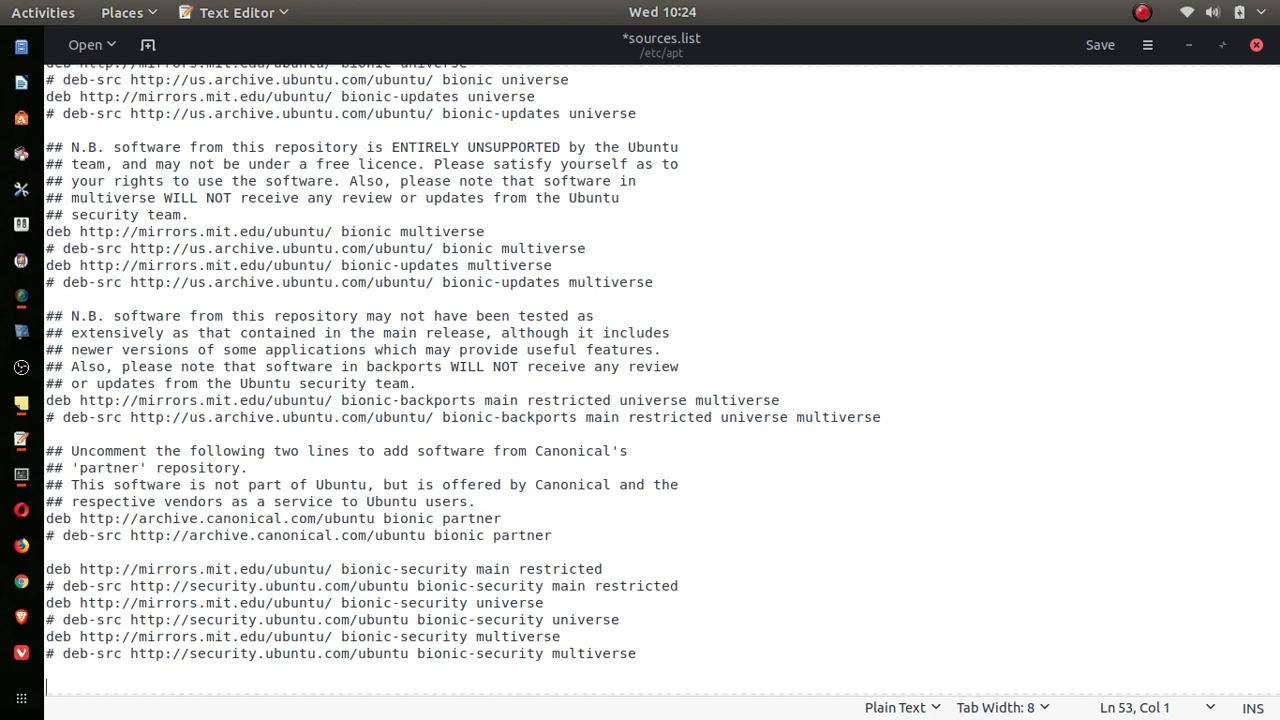 Activities Places Text Editor Wed 10:24
Open *sources.list Save
/etc/apt
deb http://mirrors.mit.edu/ubuntu/ bionic universe
# deb-src http://us.archive.ubuntu.com/ubuntu/ bionic universe
deb http://mirrors.mit.edu/ubuntu/ bionic-updates universe
# deb-src http://us.archive.ubuntu.com/ubuntu/ bionic-updates universe
## N.B. software from this repository is ENTIRELY UNSUPPORTED by the Ubuntu
## team, and may not be under a free licence. Please satisfy yourself as to
## your rights to use the software. Also, please note that software in
## multiverse WILL NOT receive any review or updates from the Ubuntu
## security team.
deb http://mirrors.mit.edu/ubuntu/ bionic multiverse
# deb-src http://us.archive.ubuntu.com/ubuntu/ bionic multiverse
deb http://mirrors.mit.edu/ubuntu/ bionic-updates multiverse
# deb-src http://us.archive.ubuntu.com/ubuntu/ bionic-updates multiverse
## N.B. software from this repository may not have been tested as
## extensively as that contained in the main release, although it includes
## newer versions of some applications which may provide useful features.
## Also, please note that software in backports WILL NOT receive any review
## or updates from the Ubuntu security team.
deb http://mirrors.mit.edu/ubuntu/ bionic-backports main restricted universe multiverse
# deb-src http://us.archive.ubuntu.com/ubuntu/ bionic-backports main restricted universe multiverse
## Uncomment the following two lines to add software from Canonical's
## 'partner' repository.
## This software is not part of Ubuntu, but is offered by Canonical and the
## respective vendors as a service to Ubuntu users.
deb http://archive.canonical.com/ubuntu bionic partner
# deb-src http://archive.canonical.com/ubuntu bionic partner
deb http://mirrors.mit.edu/ubuntu/ bionic-security main restricted
# deb-src http://security.ubuntu.com/ubuntu bionic-security main restricted
deb http://mirrors.mit.edu/ubuntu/ bionic-security universe
# deb-src http://security.ubuntu.com/ubuntu bionic-security universe
deb http://mirrors.mit.edu/ubuntu/ bionic-security multiverse
# deb-src http://security.ubuntu.com/ubuntu bionic-security multiverse
Plain Text Tab Width: 8 Ln 53, Col 1 INS